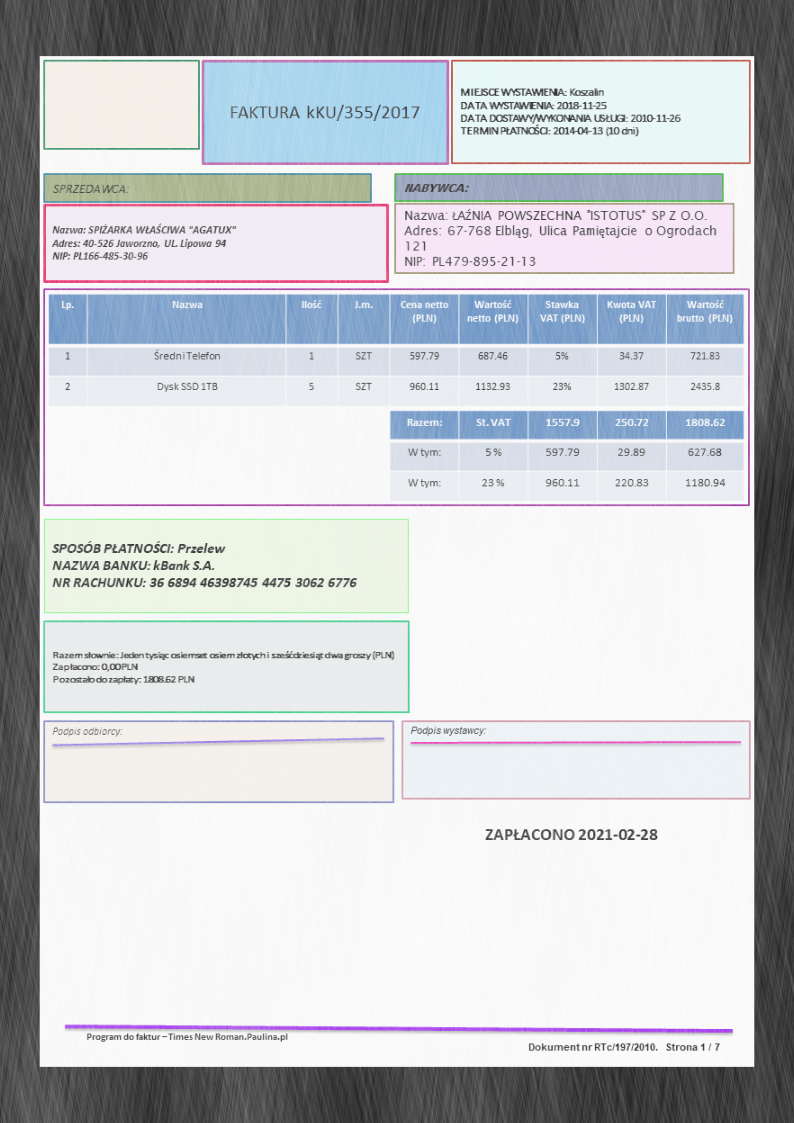 FAKTURA kKU/355/2017
MIEJSCE WYSTAWIENIA: Koszalin
DATA WYSTAWIENIA: 2018-11-25
DATA DOSTAWY/WYKONANIA USŁUGI: 2010-11-26
TERMIN PŁATNOŚCI: 2014-04-13 (10 dni)
SPRZEDAWCA:
Nazwa: SPIŻARKA WŁAŚCIWA "AGATUX"
Adres: 40-526 Jaworzno, UL. Lipowa 94
NIP: PL166-485-30-96
NABYWCA:
Nazwa: ŁAŹNIA POWSZECHNA "ISTOTUS" SP Z O.O.
Adres: 67-768 Elbląg, Ulica Pamiętajcie o Ogrodach
121
NIP: PL479-895-21-13
Lp. Nazwa Ilość J.m. Cena netto Wartość Stawka Kwota VAT Wartość
(PLN) netto (PLN) VAT (PLN) (PLN) brutto (PLN)
1 Średni Telefon 1 SZT 597.79 687.46 5% 34.37 721.83
2 Dysk SSD 1TB 5 SZT 960.11 1132.93 23% 1302.87 2435.8
Razem: St. VAT 1557.9 250.72 1808.62
W tym: 5 % 597.79 29.89 627.68
W tym: 23 % 960.11 220.83 1180.94
SPOSÓB PŁATNOŚCI: Przelew
NAZWA BANKU: kBank S.A.
NR RACHUNKU: 36 6894 46398745 4475 3062 6776
Razem słownie: Jeden tysiąc osiemset osiem złotych i sześćdziesiąt dwa groszy (PLN)
Zapłacono: 0,00 PLN
Pozostało do zapłaty: 1808.62 PLN
Podpis odbiorcy:
Podpis wystawcy:
ZAPŁACONO 2021-02-28
Program do faktur – Times New Roman.Paulina.pl
Dokument nr RTc/197/2010. Strona 1 / 7